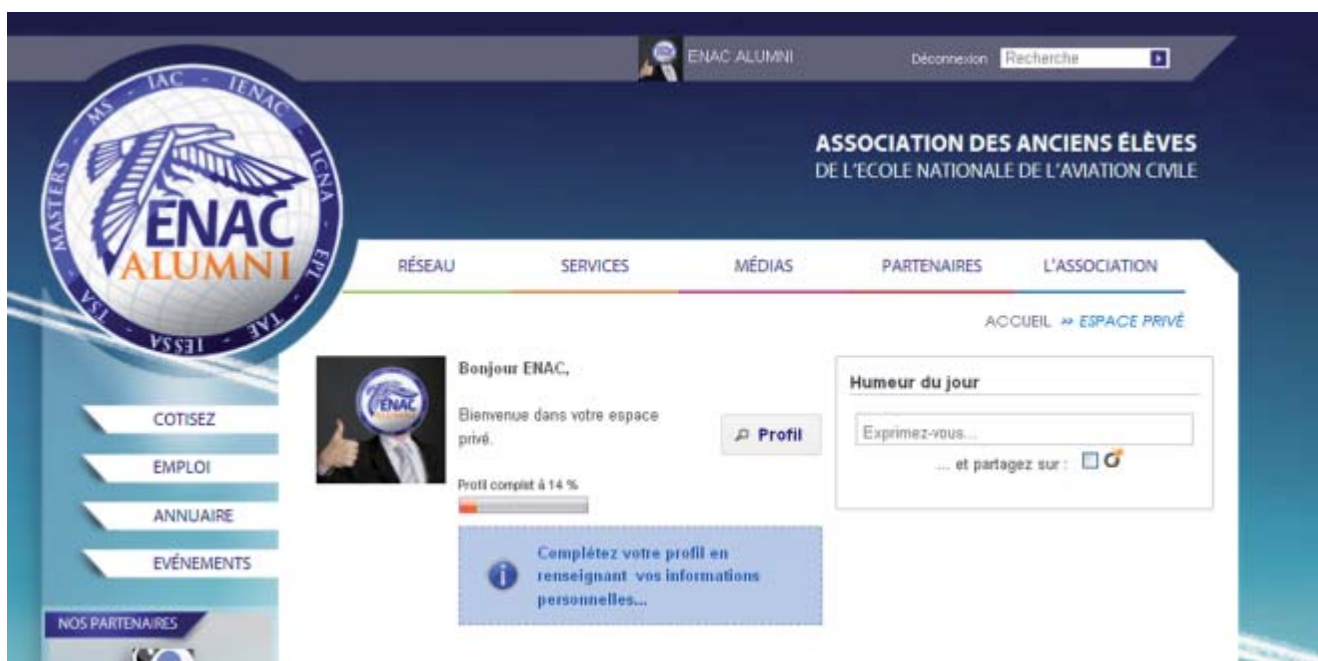 ENAC ALUMNI
Déconnexion
Recherche
MASTERS - MS - IAC - IENAC - ICNA - EPL - TAE - IESSA - TSA -
ENAC
ALUMNI
ASSOCIATION DES ANCIENS ÉLÈVES
DE L'ECOLE NATIONALE DE L'AVIATION CIVILE
RÉSEAU
SERVICES
MÉDIAS
PARTENAIRES
L'ASSOCIATION
ACCUEIL » ESPACE PRIVÉ
COTISEZ
EMPLOI
ANNUAIRE
EVÉNEMENTS
NOS PARTENAIRES
ENAC
ALUMNI
Bonjour ENAC,
Bienvenue dans votre espace
privé.
Profil
Profil complet à 14 %
Complétez votre profil en
renseignant vos informations
personnelles...
Humeur du jour
Exprimez-vous...
... et partagez sur :